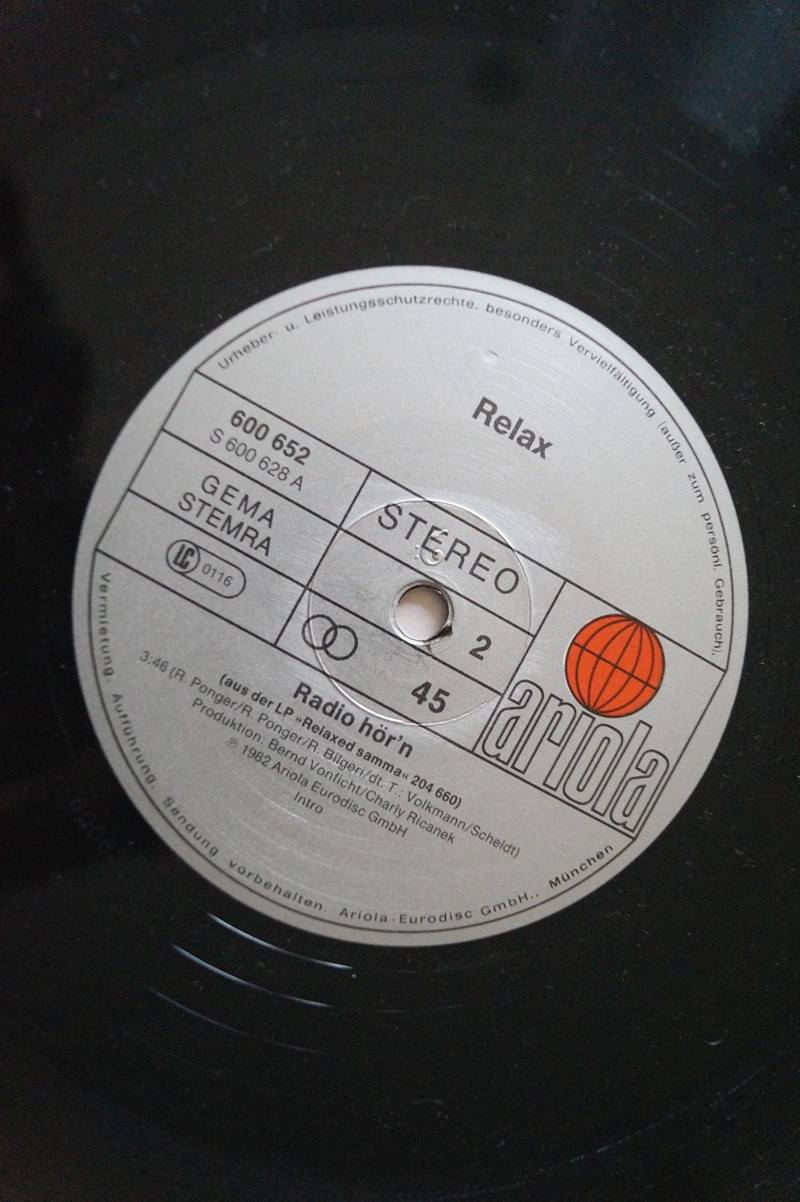 Urheber- u. Leistungsschutzrechte, besonders Vervielfältigung (außer zum persönl. Gebrauch),
Relax
600 652
S 600 628 A
STEREO
GEMA
STEMRA
2
LC 0116
45
ariola
Radio hör'n
(aus der LP »Relaxed samma« 204 660)
3.46 (R. Ponger/R. Ponger/R. Bilgeri/dt. T.: Volkmann/Scheidt)
Produktion: Bernd Vonficht/Charly Ricanek
℗ 1982 Ariola Eurodisc GmbH
Intro
Vermietung, Aufführung, Sendung vorbehalten. Ariola-Eurodisc GmbH., München